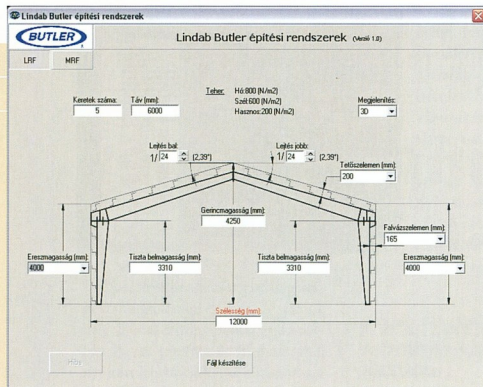 Lindab Butler építési rendszerek
BUTLER
Lindab Butler építési rendszerek (Verzió 1.0)
LRF MRF
Teher: Hó:800 (N/m2)
Szél:600 (N/m2)
Hasznos:200 (N/m2)
Keretek száma: Táv (mm): Megjelenítés:
5 6000 3D
Lejtés bal: Lejtés jobb:
1/ 24 (2,39°) 1/ 24 (2,39°)
Tetőszelemen (mm):
200
Gerincmagasság (mm):
4250
Falvázszelemen (mm):
165
Ereszmagasság (mm): Tiszta belmagasság (mm): Tiszta belmagasság (mm): Ereszmagasság (mm):
4000 3310 3310 4000
Szélesség (mm):
12000
Fájl készítése